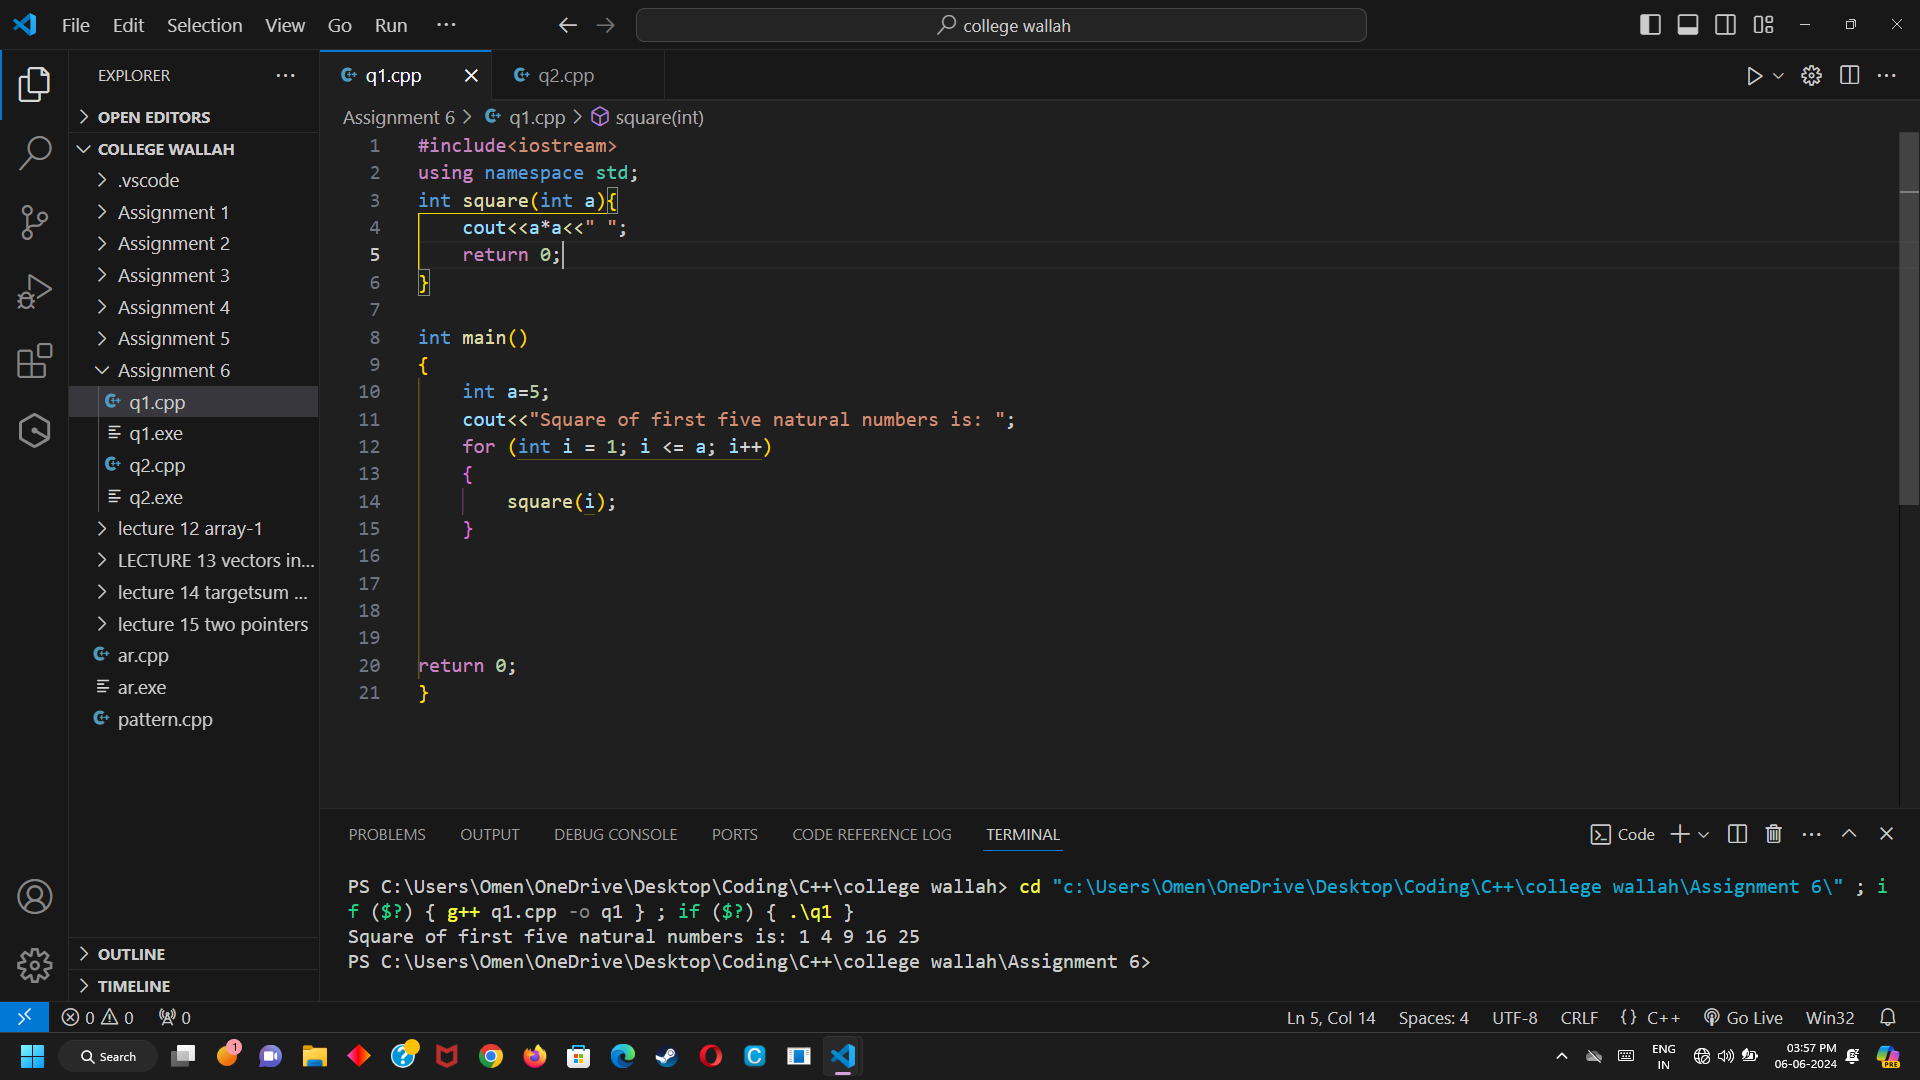 File Edit Selection View Go Run ··· college wallah
EXPLORER ···
OPEN EDITORS
COLLEGE WALLAH
.vscode
Assignment 1
Assignment 2
Assignment 3
Assignment 4
Assignment 5
Assignment 6
q1.cpp
q1.exe
q2.cpp
q2.exe
lecture 12 array-1
LECTURE 13 vectors in...
lecture 14 targetsum ...
lecture 15 two pointers
ar.cpp
ar.exe
pattern.cpp
OUTLINE
TIMELINE
q1.cpp q2.cpp
Assignment 6 > q1.cpp > square(int)
1 #include<iostream>
2 using namespace std;
3 int square(int a){
4 cout<<a*a<<" ";
5 return 0;
6 }
7
8 int main()
9 {
10 int a=5;
11 cout<<"Square of first five natural numbers is: ";
12 for (int i = 1; i <= a; i++)
13 {
14 square(i);
15 }
16
17
18
19
20 return 0;
21 }
PROBLEMS OUTPUT DEBUG CONSOLE PORTS CODE REFERENCE LOG TERMINAL Code
PS C:\Users\Omen\OneDrive\Desktop\Coding\C++\college wallah> cd "c:\Users\Omen\OneDrive\Desktop\Coding\C++\college wallah\Assignment 6\" ; i
f ($?) { g++ q1.cpp -o q1 } ; if ($?) { .\q1 }
Square of first five natural numbers is: 1 4 9 16 25
PS C:\Users\Omen\OneDrive\Desktop\Coding\C++\college wallah\Assignment 6>
0 0 0 Ln 5, Col 14 Spaces: 4 UTF-8 CRLF {} C++ Go Live Win32
Search 1 ENG 03:57 PM
IN 06-06-2024 PRE